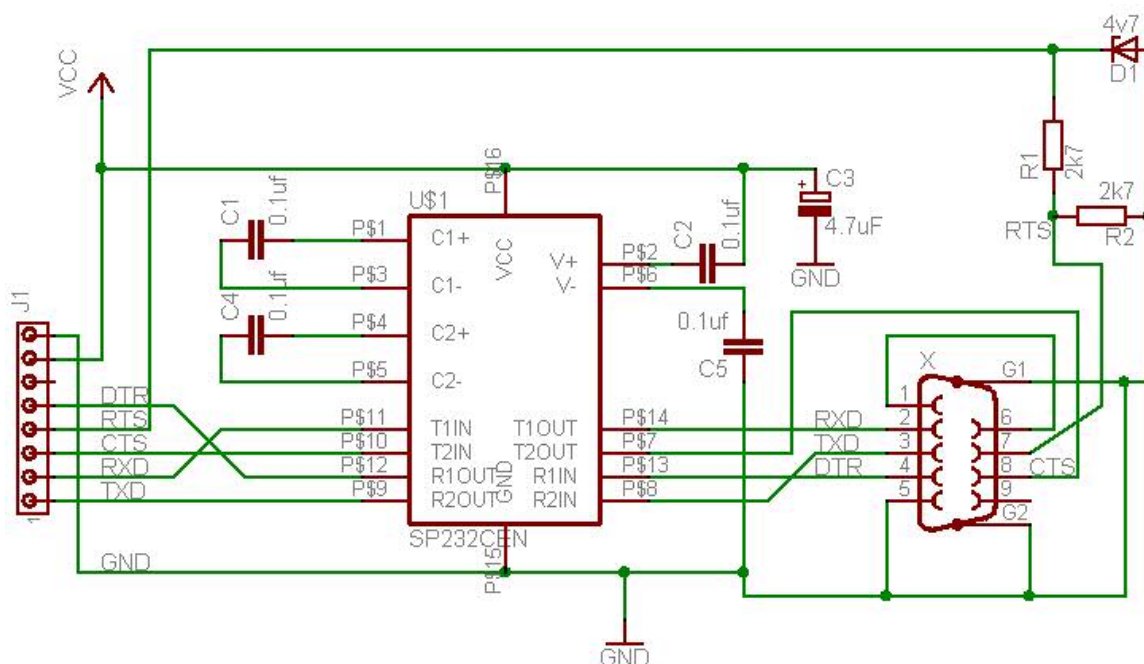 4v7
D1
VCC
R1
2k7
2k7
R2
RTS
P$16
U$1
C3
4.7uF
GND
C1
0.1uf
C2
0.1uf
P$1
C1+
VCC
V+
P$2
P$3
C1-
V-
P$6
C4
0.1uf
P$4
C2+
0.1uf
C5
J1
P$5
C2-
X
G1
DTR
1
RTS
P$11
T1IN
T1OUT
P$14
RXD
2
6
CTS
P$10
T2IN
T2OUT
P$7
TXD
3
7
RXD
P$12
R1OUT
GND
R1IN
P$13
DTR
4
8
CTS
TXD
P$9
R2OUT
R2IN
P$8
5
9
G2
1
SP232CEN
GND
P$15
GND